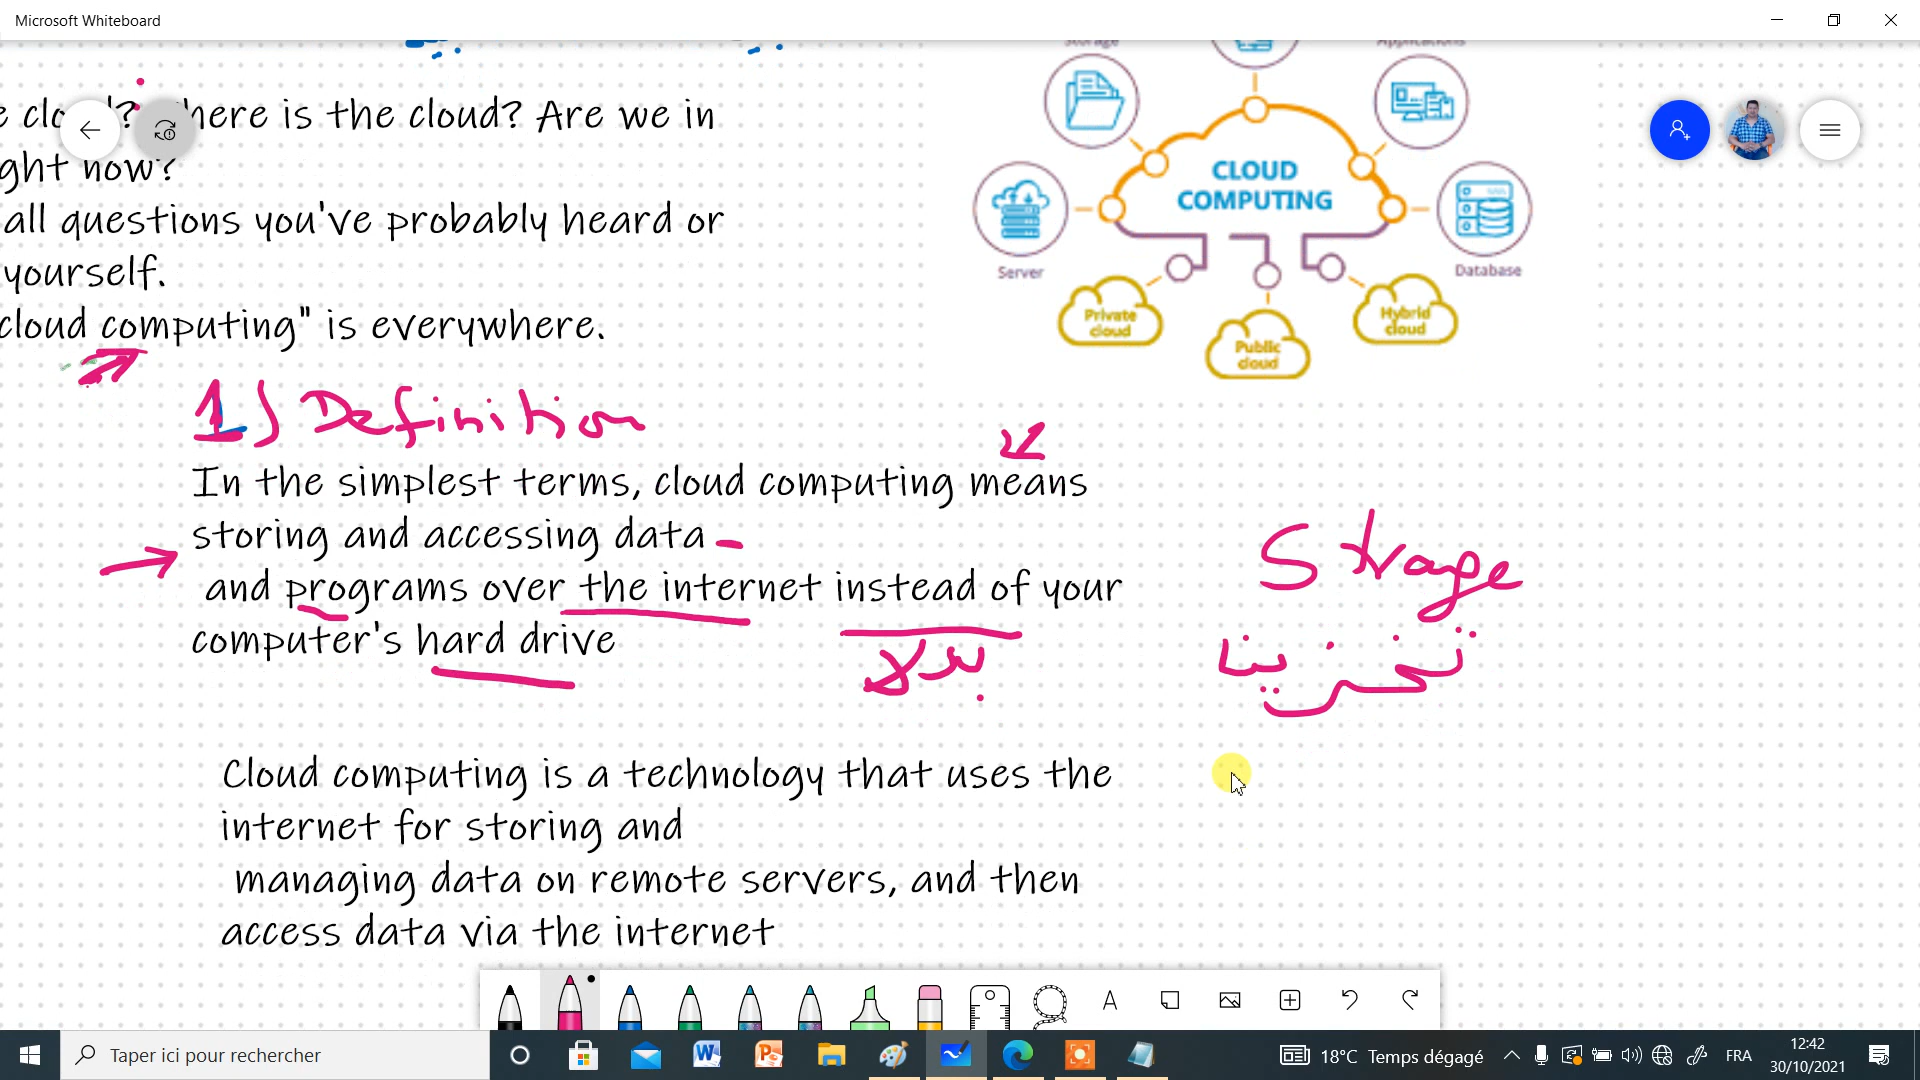 Microsoft Whiteboard
Storage
Applications
e cloud? Where is the cloud? Are we in
ght now?
all questions you've probably heard or
yourself.
cloud computing" is everywhere.
CLOUD
COMPUTING
Server
Database
Private
cloud
Public
cloud
Hybrid
cloud
1) Definition
In the simplest terms, cloud computing means
storing and accessing data
and programs over the internet instead of your
computer's hard drive
بدلا
Strage
Cloud computing is a technology that uses the
internet for storing and
managing data on remote servers, and then
access data via the internet
A
Taper ici pour rechercher
18°C Temps dégagé
FRA
12:42
30/10/2021